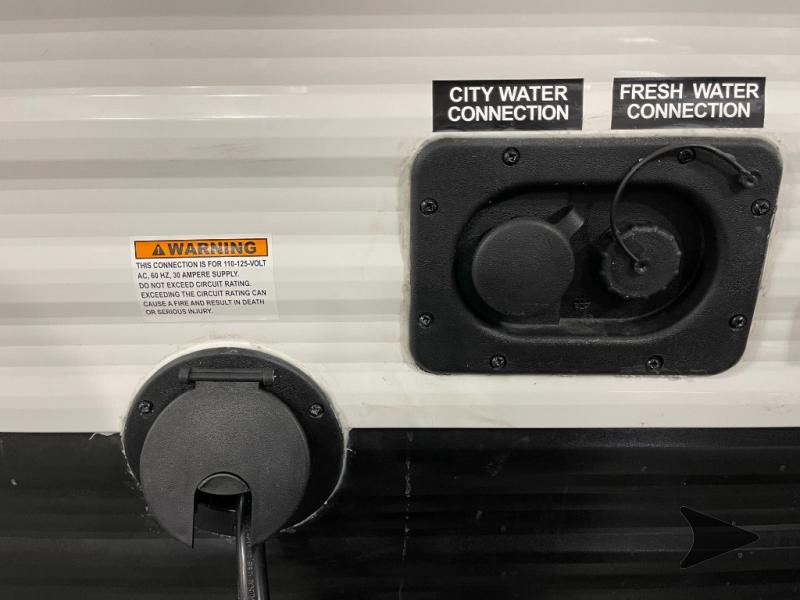 CITY WATER
CONNECTION
FRESH WATER
CONNECTION
WARNING
THIS CONNECTION IS FOR 110-125-VOLT
AC, 60 HZ, 30 AMPERE SUPPLY.
DO NOT EXCEED CIRCUIT RATING.
EXCEEDING THE CIRCUIT RATING CAN
CAUSE A FIRE AND RESULT IN DEATH
OR SERIOUS INJURY.